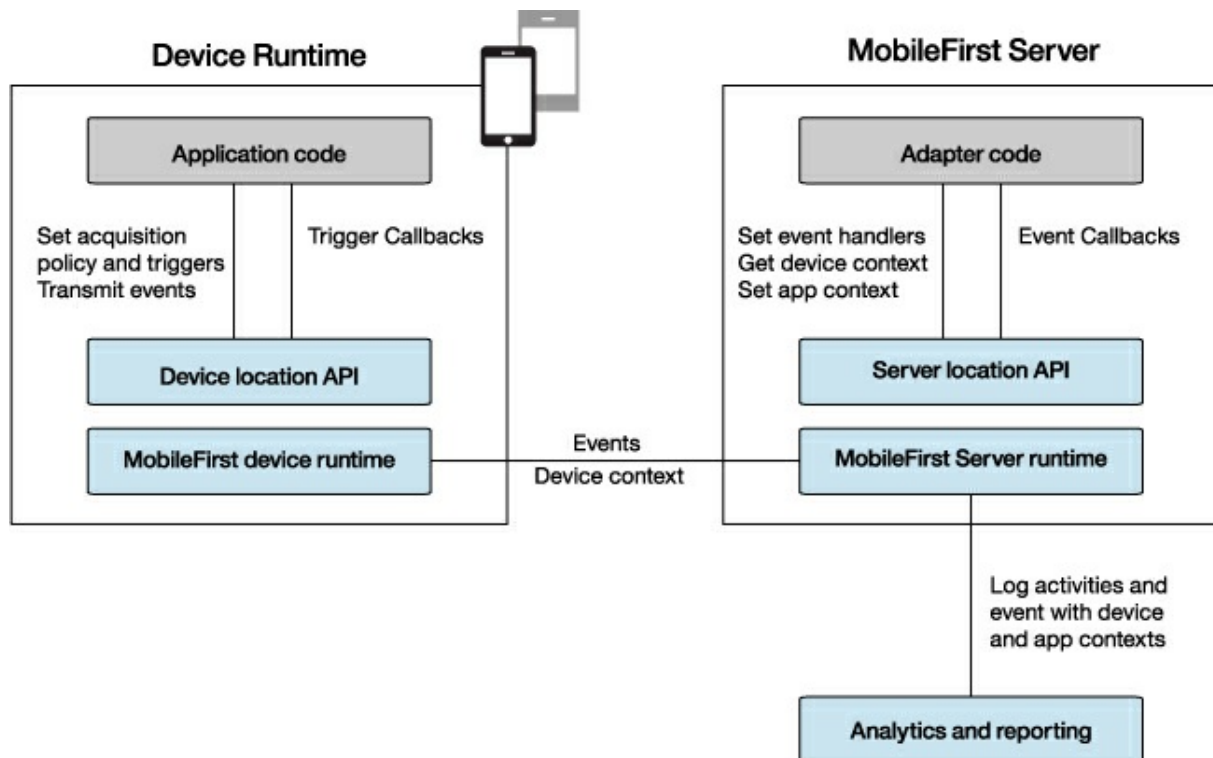 Device Runtime
MobileFirst Server
Application code
Set acquisition
policy and triggers
Transmit events
Trigger Callbacks
Device location API
MobileFirst device runtime
Events
Device context
Adapter code
Set event handlers
Get device context
Set app context
Event Callbacks
Server location API
MobileFirst Server runtime
Log activities and
event with device
and app contexts
Analytics and reporting